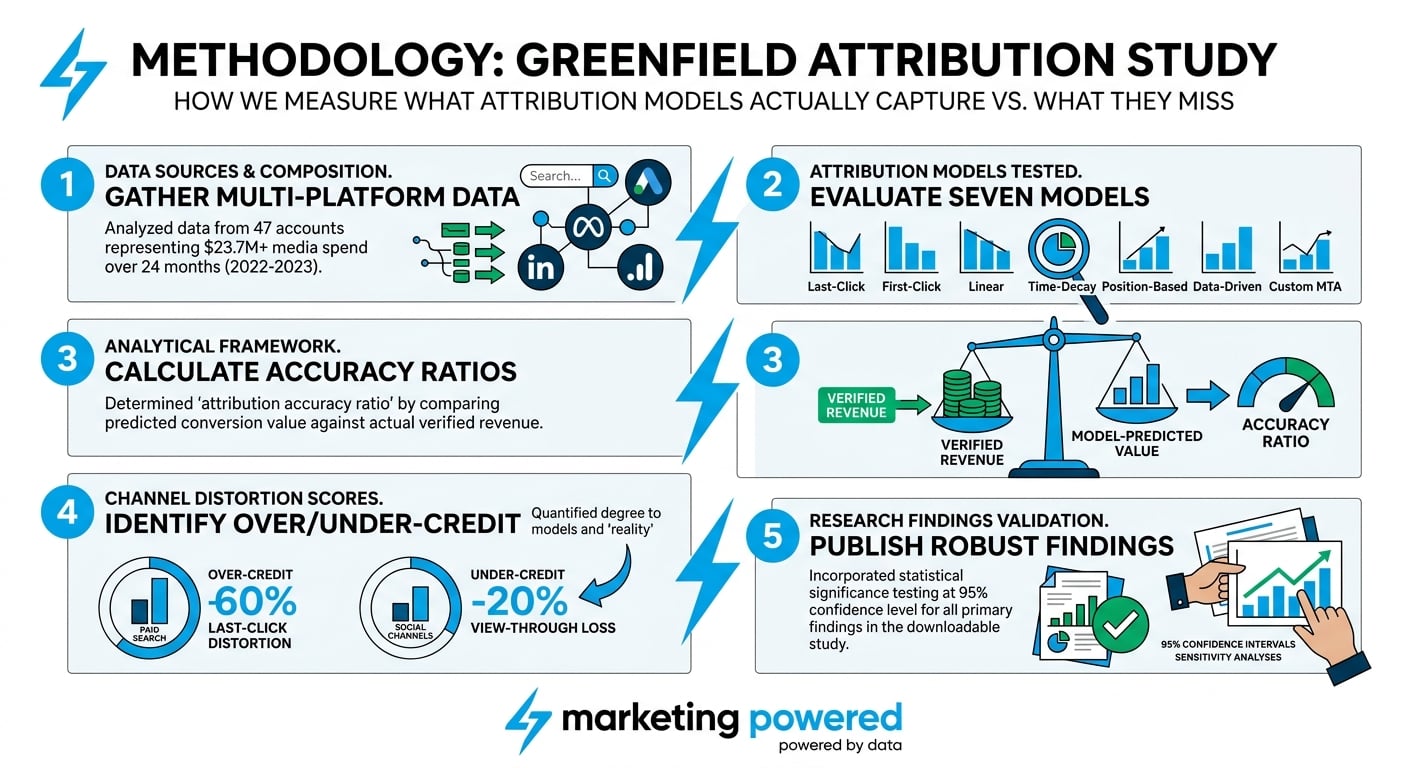 METHODOLOGY: GREENFIELD ATTRIBUTION STUDY
HOW WE MEASURE WHAT ATTRIBUTION MODELS ACTUALLY CAPTURE VS. WHAT THEY MISS
1
DATA SOURCES & COMPOSITION.
GATHER MULTI-PLATFORM DATA
Analyzed data from 47 accounts
representing $23.7M+ media spend
over 24 months (2022-2023).
Search...
in
2
ATTRIBUTION MODELS TESTED.
EVALUATE SEVEN MODELS
Last-Click
First-Click
Linear
Time-Decay
Position-Based
Data-Driven
Custom MTA
3
ANALYTICAL FRAMEWORK.
CALCULATE ACCURACY RATIOS
Determined ‘attribution accuracy ratio’ by comparing
predicted conversion value against actual verified revenue.
3
VERIFIED
REVENUE
VERIFIED
REVENUE
MODEL-PREDICTED
VALUE
ACCURACY
RATIO
4
CHANNEL DISTORTION SCORES.
IDENTIFY OVER/UNDER-CREDIT
Quantified degree to
models and ‘reality’
PAID
SEARCH
OVER-CREDIT
-60%
LAST-CLICK
DISTORTION
SOCIAL
CHANNELS
UNDER-CREDIT
-20%
VIEW-THROUGH LOSS
5
RESEARCH FINDINGS VALIDATION.
PUBLISH ROBUST FINDINGS
Incorporated statistical
significance testing at 95%
confidence level for all primary
findings in the downloadable
study.
95% CONFIDENCE INTERVALS
SENSITIVITY ANALYSES
marketing powered
powered by data